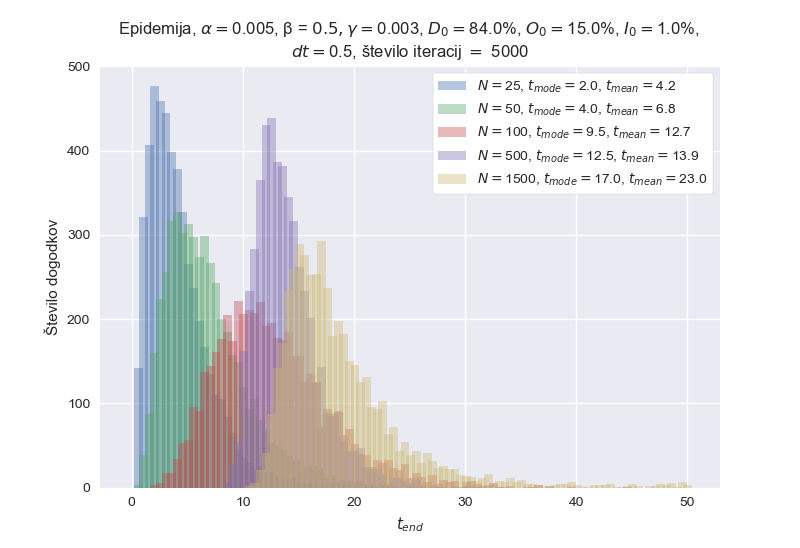 Epidemija, α = 0.005, β = 0.5, γ = 0.003, D₀ = 84.0%, O₀ = 15.0%, I₀ = 1.0%,
dt = 0.5, število iteracij = 5000
500
400
300
200
100
0
Število dogodkov
N = 25, t_mode = 2.0, t_mean = 4.2
N = 50, t_mode = 4.0, t_mean = 6.8
N = 100, t_mode = 9.5, t_mean = 12.7
N = 500, t_mode = 12.5, t_mean = 13.9
N = 1500, t_mode = 17.0, t_mean = 23.0
0 10 20 30 40 50
t_end